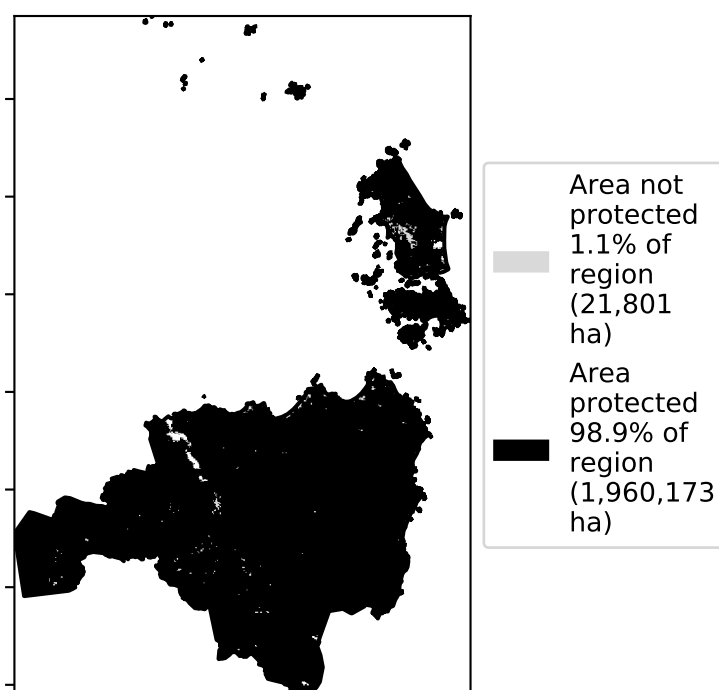 Area not
protected
1.1% of
region
(21,801
ha)
Area
protected
98.9% of
region
(1,960,173
ha)